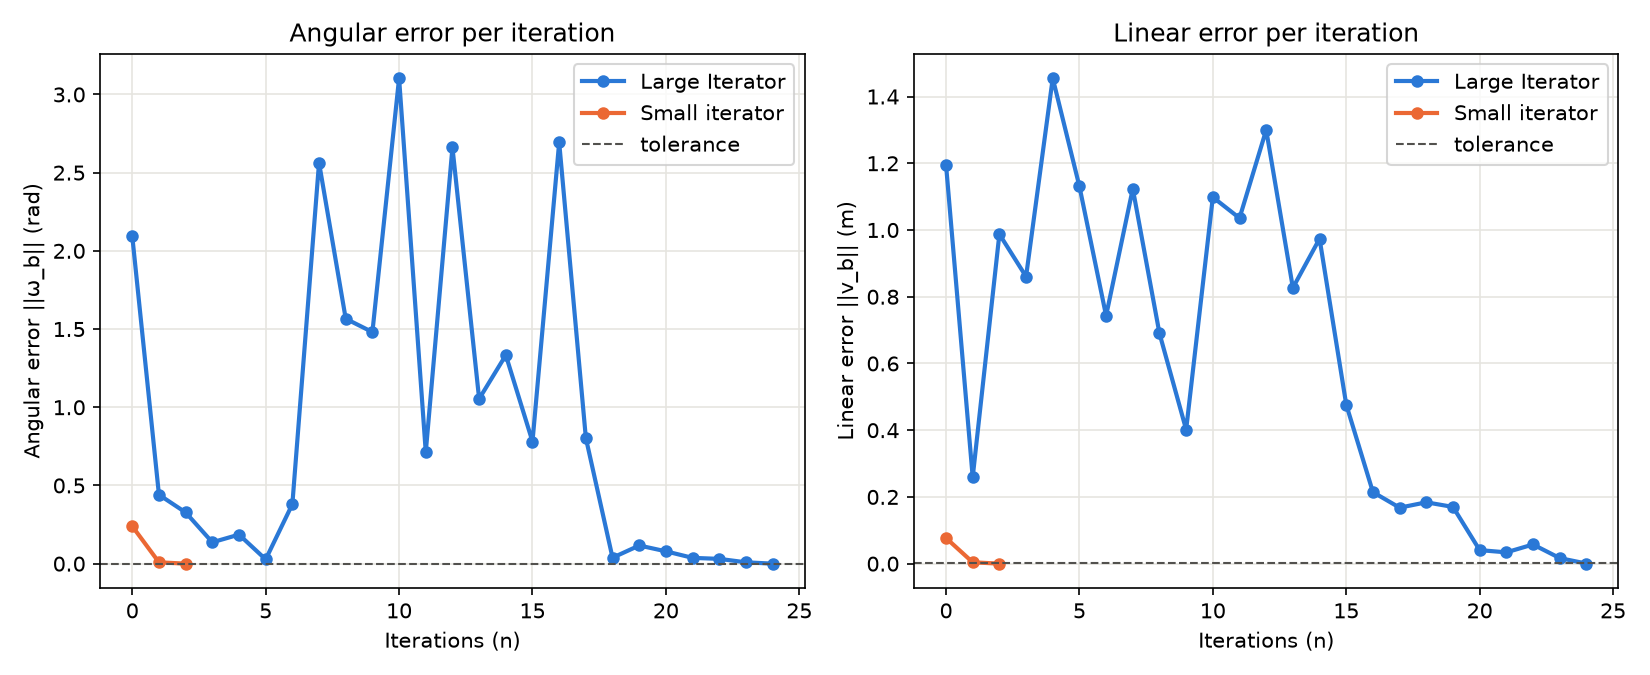 Angular error per iteration
Angular error ||ω_b|| (rad)
3.0
2.5
2.0
1.5
1.0
0.5
0.0
Large Iterator
Small iterator
tolerance
0 5 10 15 20 25
Iterations (n)
Linear error per iteration
Linear error ||v_b|| (m)
1.4
1.2
1.0
0.8
0.6
0.4
0.2
0.0
Large Iterator
Small iterator
tolerance
0 5 10 15 20 25
Iterations (n)